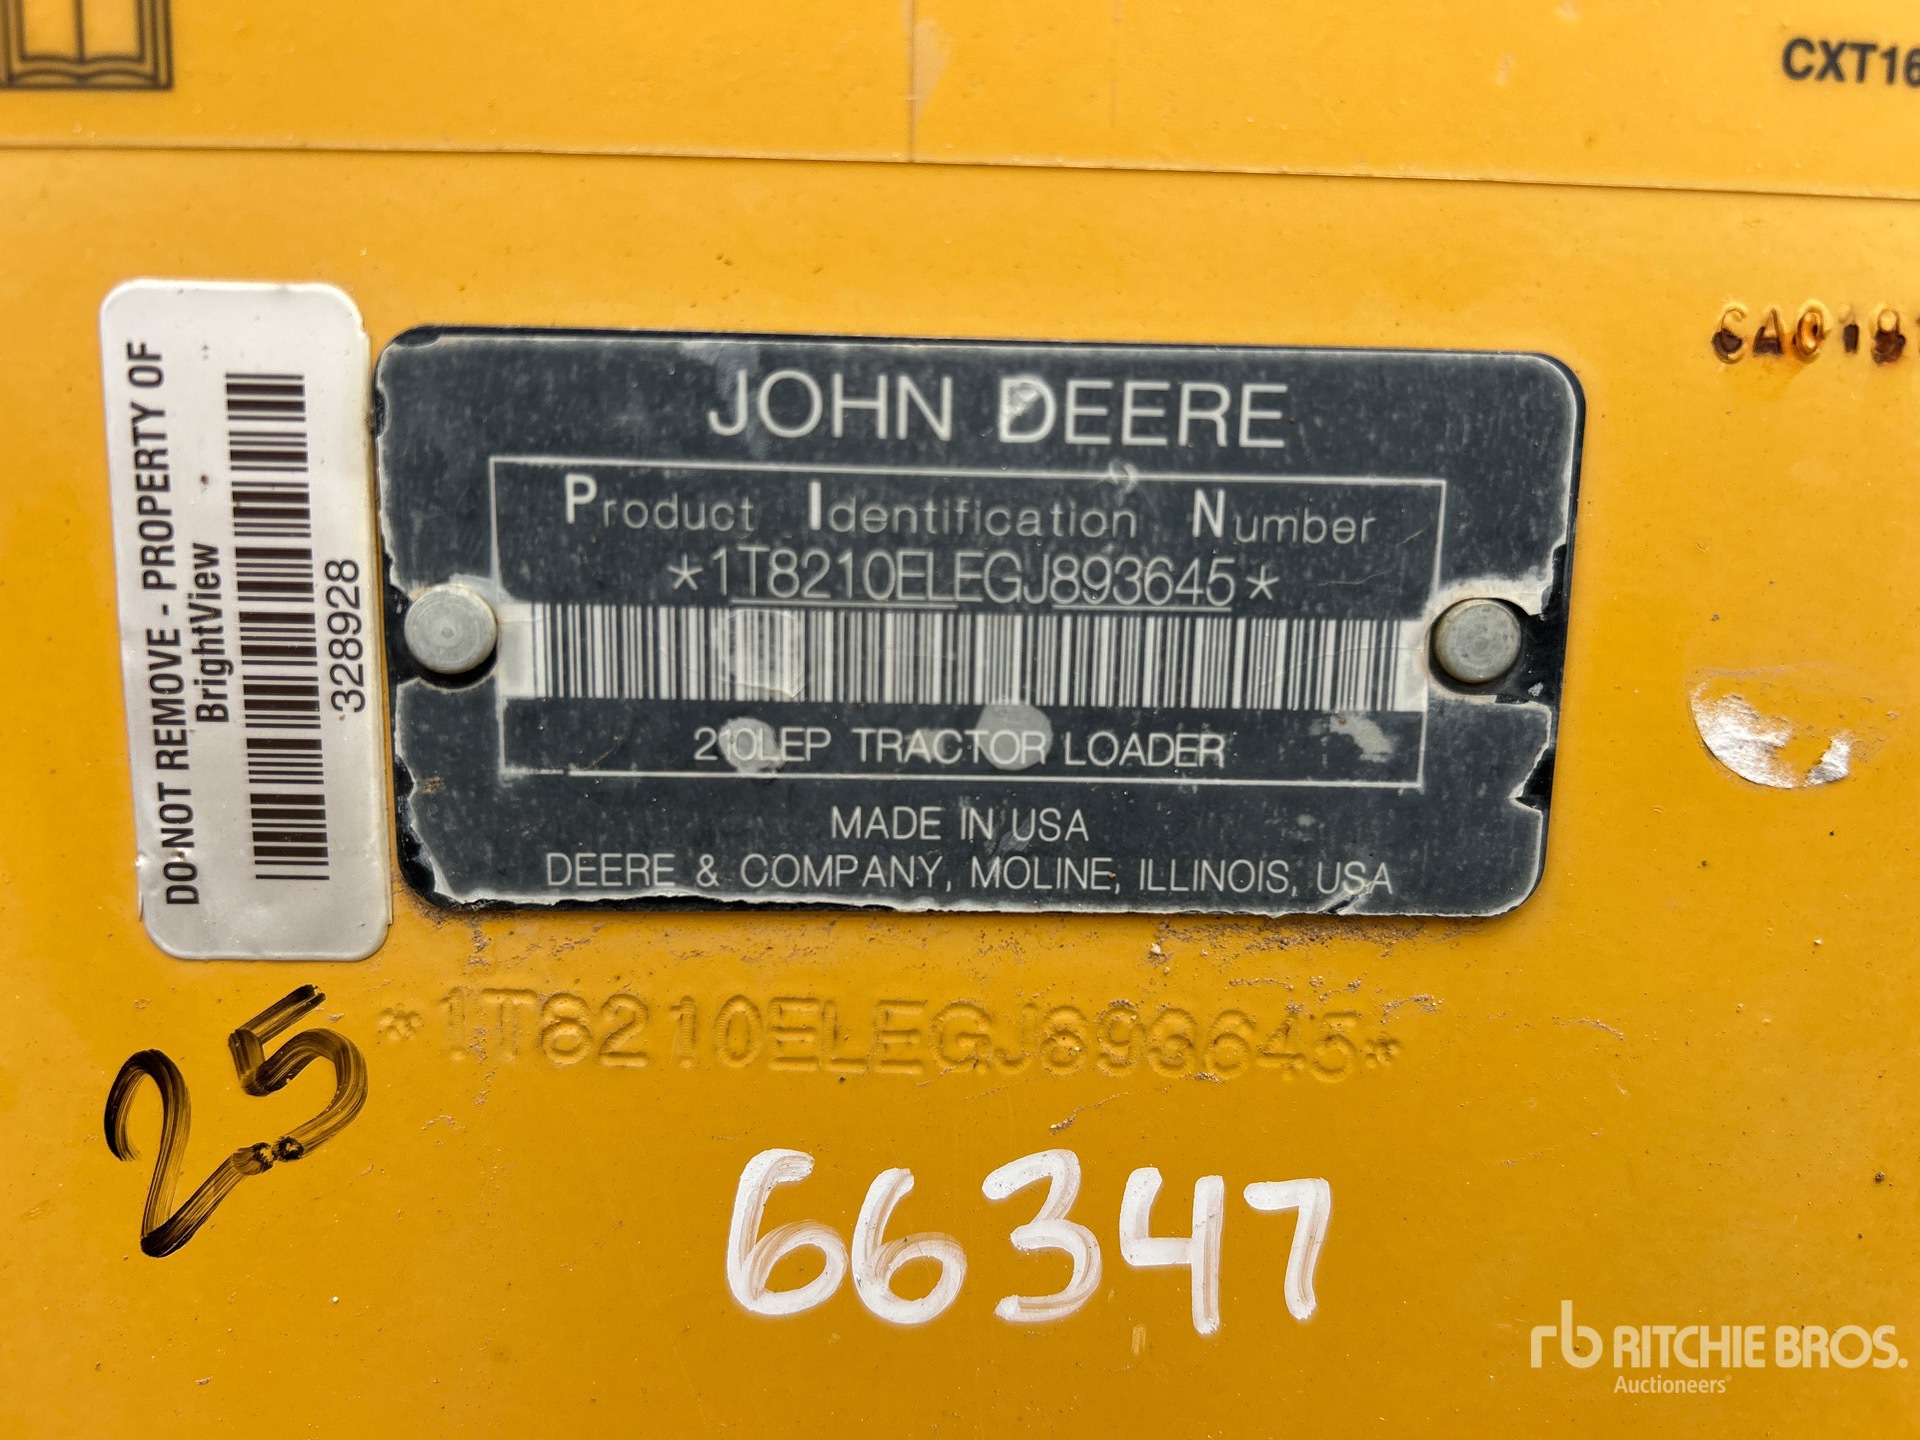 CXT16
DO NOT REMOVE - PROPERTY OF
BrightView
3289928
JOHN DEERE
Product Identification Number
*1T8210ELEGJ893645*
210LEP TRACTOR LOADER
MADE IN USA
DEERE & COMPANY, MOLINE, ILLINOIS, USA
*1T8210ELEGJ893645*
25
66347
rb RITCHIE BROS.
Auctioneers